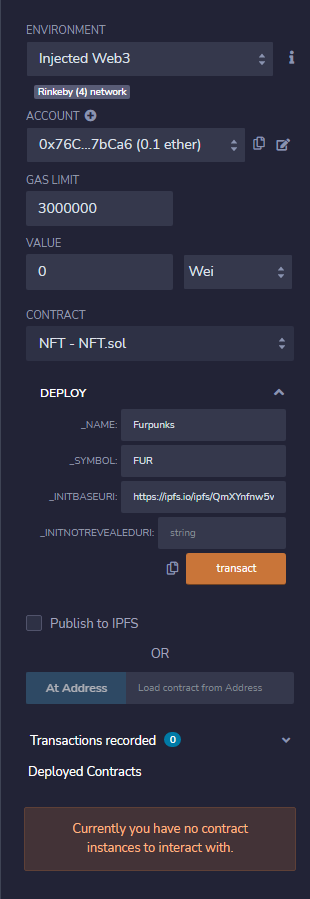 ENVIRONMENT
Injected Web3
Rinkeby (4) network
ACCOUNT
0x76C...7bCa6 (0.1 ether)
GAS LIMIT
3000000
VALUE
0
Wei
CONTRACT
NFT - NFT.sol
DEPLOY
_NAME: Furpunks
_SYMBOL: FUR
_INITBASEURI: https://ipfs.io/ipfs/QmXYnfnw5v
_INITNOTREVEALEDURI: string
transact
Publish to IPFS
OR
At Address Load contract from Address
Transactions recorded 0
Deployed Contracts
Currently you have no contract
instances to interact with.